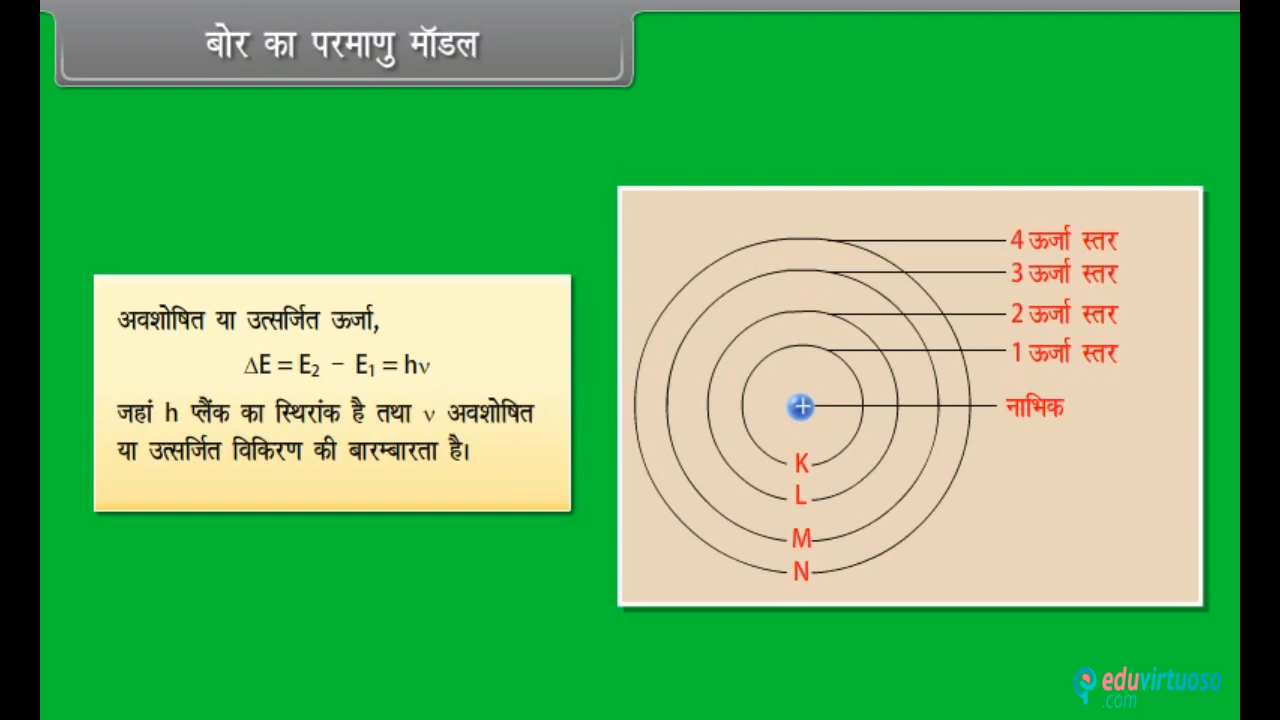 बोर का परमाणु मॉडल
अवशोषित या उत्सर्जित ऊर्जा,
ΔE = E₂ − E₁ = hν
जहां h प्लैंक का स्थिरांक है तथा ν अवशोषित
या उत्सर्जित विकिरण की बारम्बारता है।
4 ऊर्जा स्तर
3 ऊर्जा स्तर
2 ऊर्जा स्तर
1 ऊर्जा स्तर
+
नाभिक
K
L
M
N
eduvirtuoso
.com